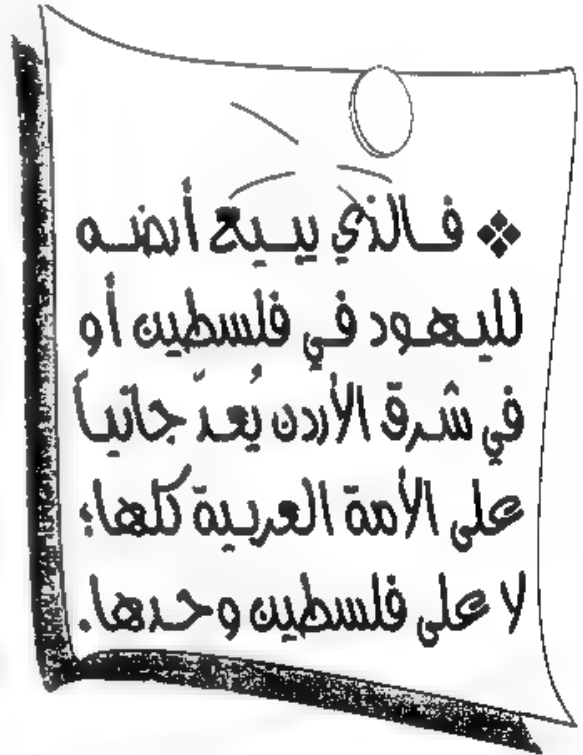 ❖ فالذي يبيع أرضه
لليهود في فلسطين أو
في شرق الأردن يُعدّ جانياً
على الأمة العربية كلها؛
لا على فلسطين وحدها.